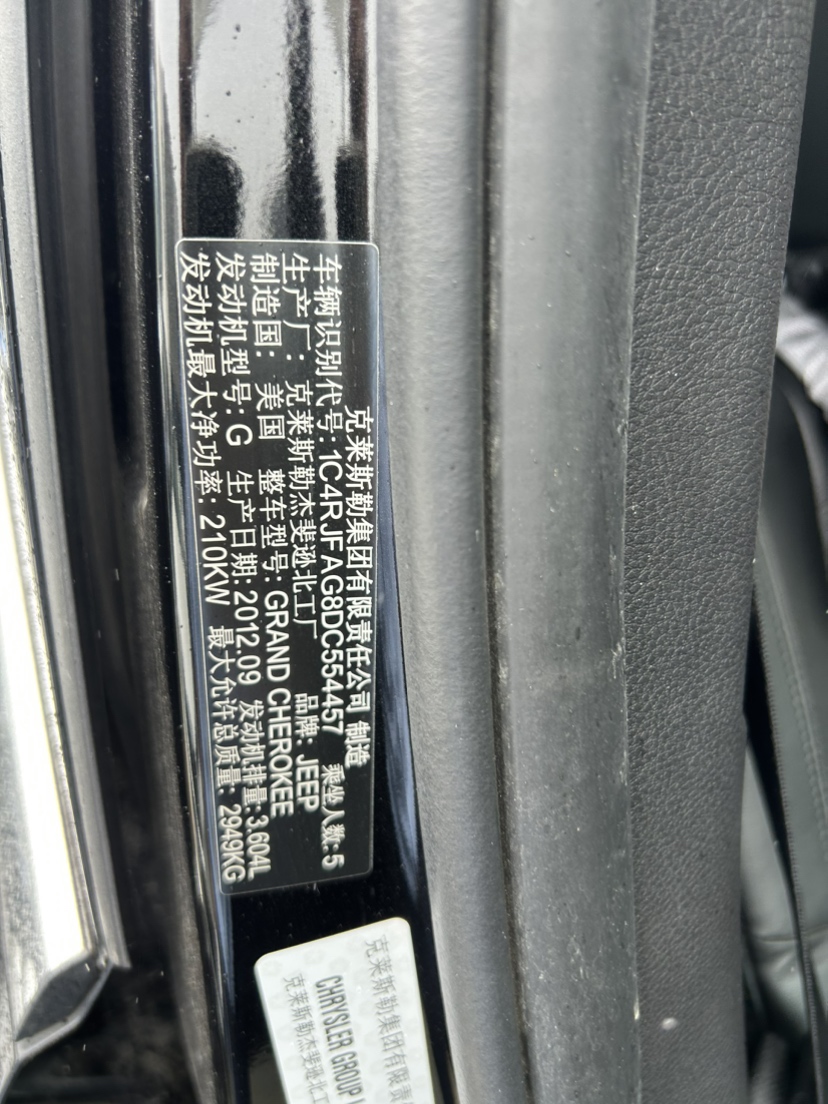 克莱斯勒集团有限责任公司 制造
车辆识别代号: 1C4RJFAG8DC554457 乘坐人数: 5
生产厂: 克莱斯勒杰斐逊北工厂 品牌: JEEP
制造国: 美国 整车型号: GRAND CHEROKEE
发动机型号: G 生产日期: 2012.09 发动机排量: 3.604L
发动机最大净功率: 210KW 最大允许总质量: 2949KG
克莱斯勒集团有限责
CHRYSLER GROUP
克莱斯勒杰斐逊北工